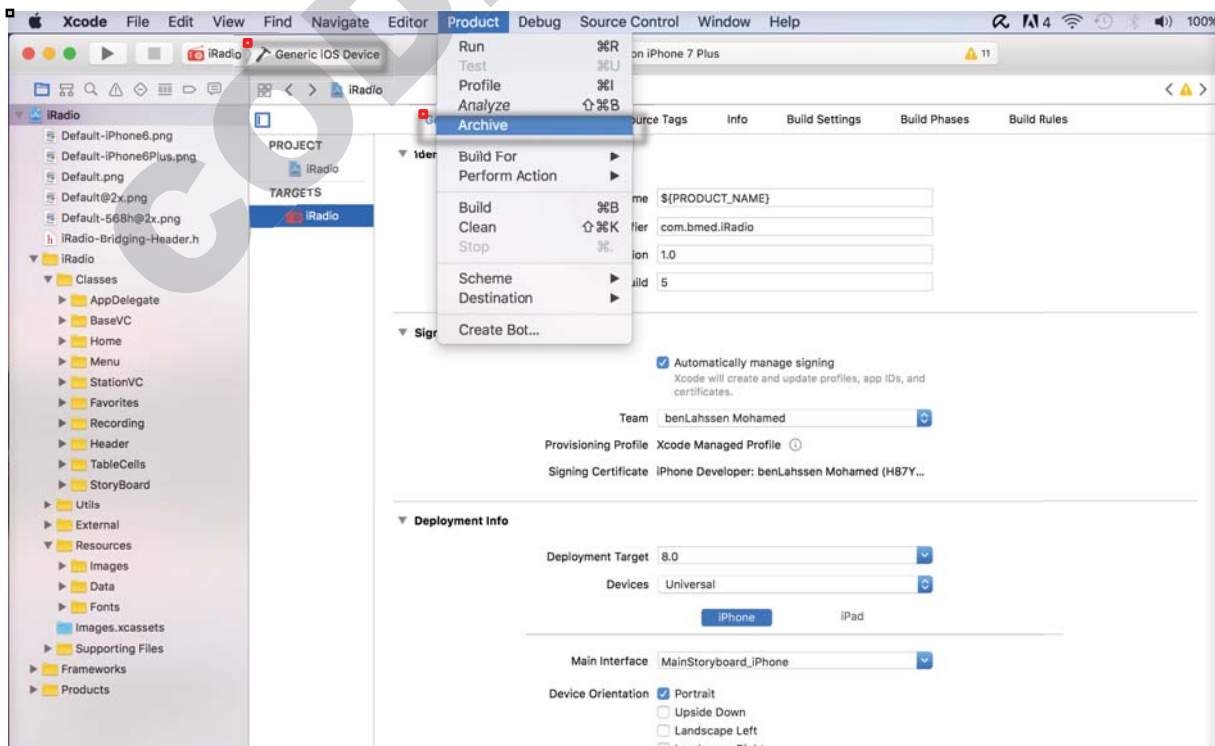 Xcode File Edit View Find Navigate Editor Product Debug Source Control Window Help 4 100%
iRadio Generic iOS Device on iPhone 7 Plus 11
iRadio
Source Tags Info Build Settings Build Phases Build Rules
Run ⌘R
Test ⌘U
Profile ⌘I
Analyze ⇧⌘B
Archive
Build For
Perform Action
Build ⌘B
Clean ⇧⌘K
Stop ⌘.
Scheme
Destination
Create Bot...
iRadio
Default-iPhone6.png
Default-iPhone6Plus.png
Default.png
Default@2x.png
Default-568h@2x.png
iRadio-Bridging-Header.h
iRadio
Classes
AppDelegate
BaseVC
Home
Menu
StationVC
Favorites
Recording
Header
TableCells
StoryBoard
Utils
External
Resources
Images
Data
Fonts
Images.xcassets
Supporting Files
Frameworks
Products
PROJECT
iRadio
TARGETS
iRadio
${PRODUCT_NAME}
com.bmed.iRadio
1.0
5
Automatically manage signing
Xcode will create and update profiles, app IDs, and
certificates.
Team benLahssen Mohamed
Provisioning Profile Xcode Managed Profile
Signing Certificate iPhone Developer: benLahssen Mohamed (H87Y...
Deployment Info
Deployment Target 8.0
Devices Universal
iPhone iPad
Main Interface MainStoryboard_iPhone
Device Orientation Portrait
Upside Down
Landscape Left